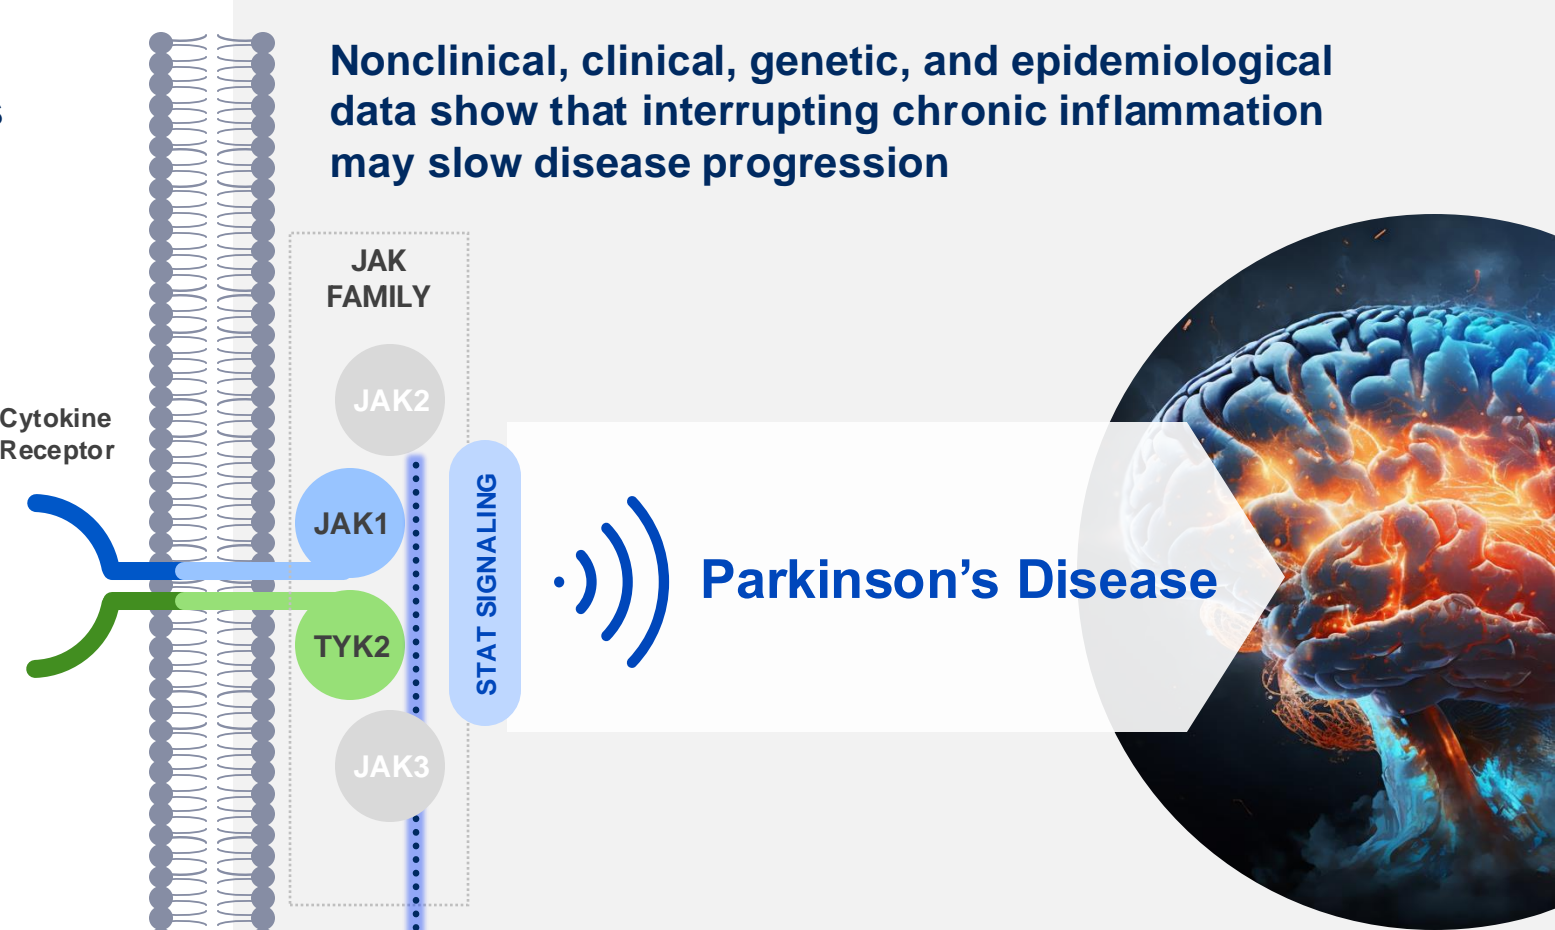 Nonclinical, clinical, genetic, and epidemiological
data show that interrupting chronic inflammation
may slow disease progression
JAK
FAMILY
JAK2
Cytokine
Receptor
JAK1
TYK2
JAK3
STAT SIGNALING
Parkinson’s Disease